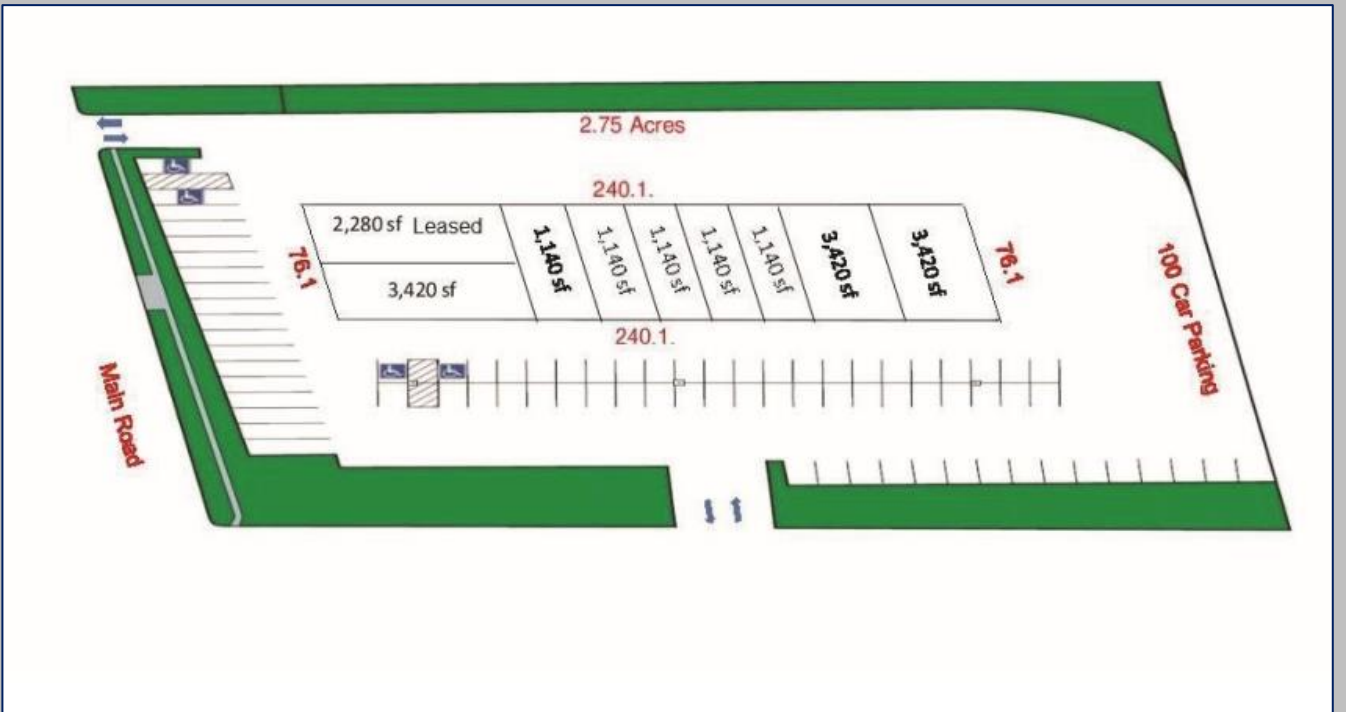 2.75 Acres
240.1.
2,280 sf Leased
3,420 sf
1,140 sf
1,140 sf
1,140 sf
1,140 sf
1,140 sf
3,420 sf
3,420 sf
76.1
76.1
240.1.
Main Road
100 Car Parking